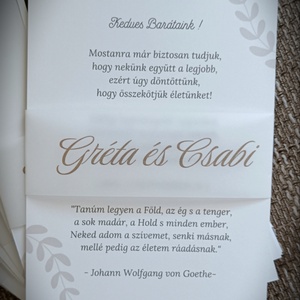 Kedves Barátaink !
Mostanra már biztosan tudjuk,
hogy nekünk együtt a legjobb,
ezért úgy döntöttünk,
hogy összekötjük életünket!
Gréta és Csabi
"Tanúm legyen a Föld, az ég s a tenger,
a sok madár, a Hold s minden ember,
Neked adom a szívemet, senki másnak,
mellé pedig az életem ráadásnak."
- Johann Wolfgang von Goethe-